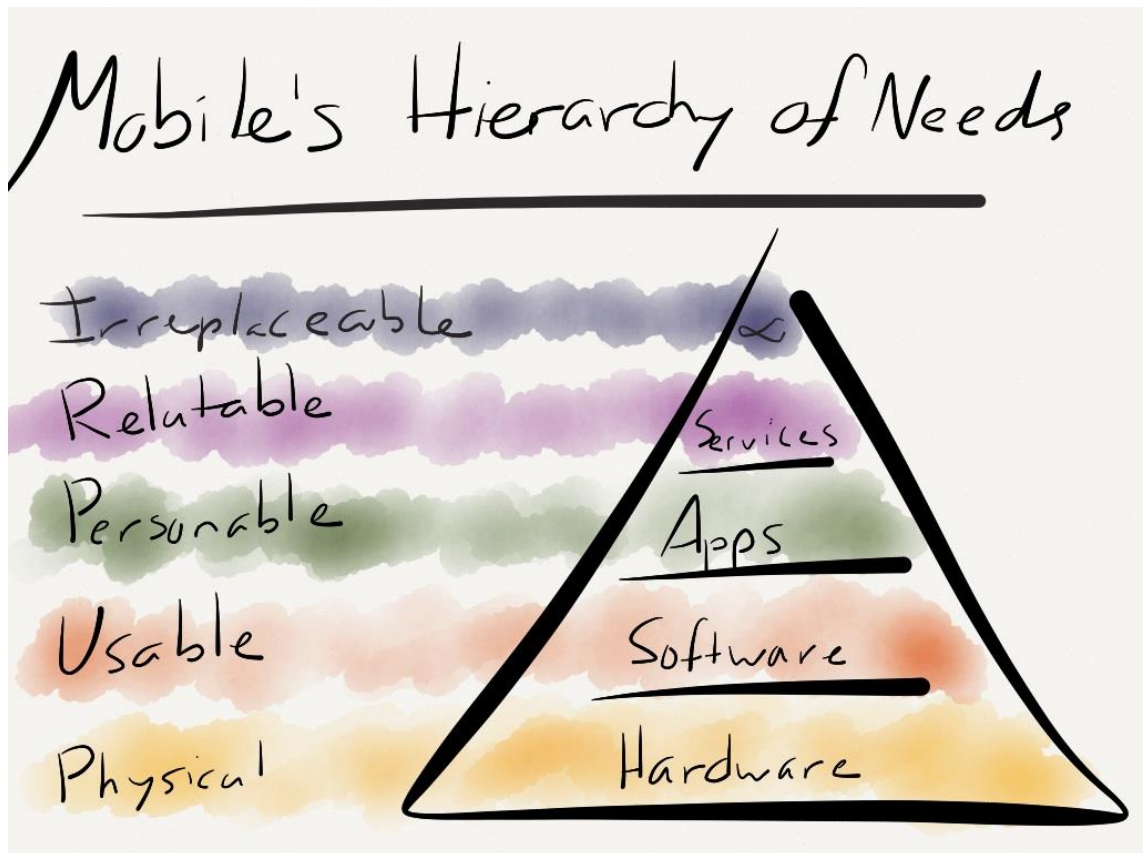 Mobile's Hierarchy of Needs
Irreplaceable ∝
Relatable Services
Personable Apps
Usable Software
Physical Hardware